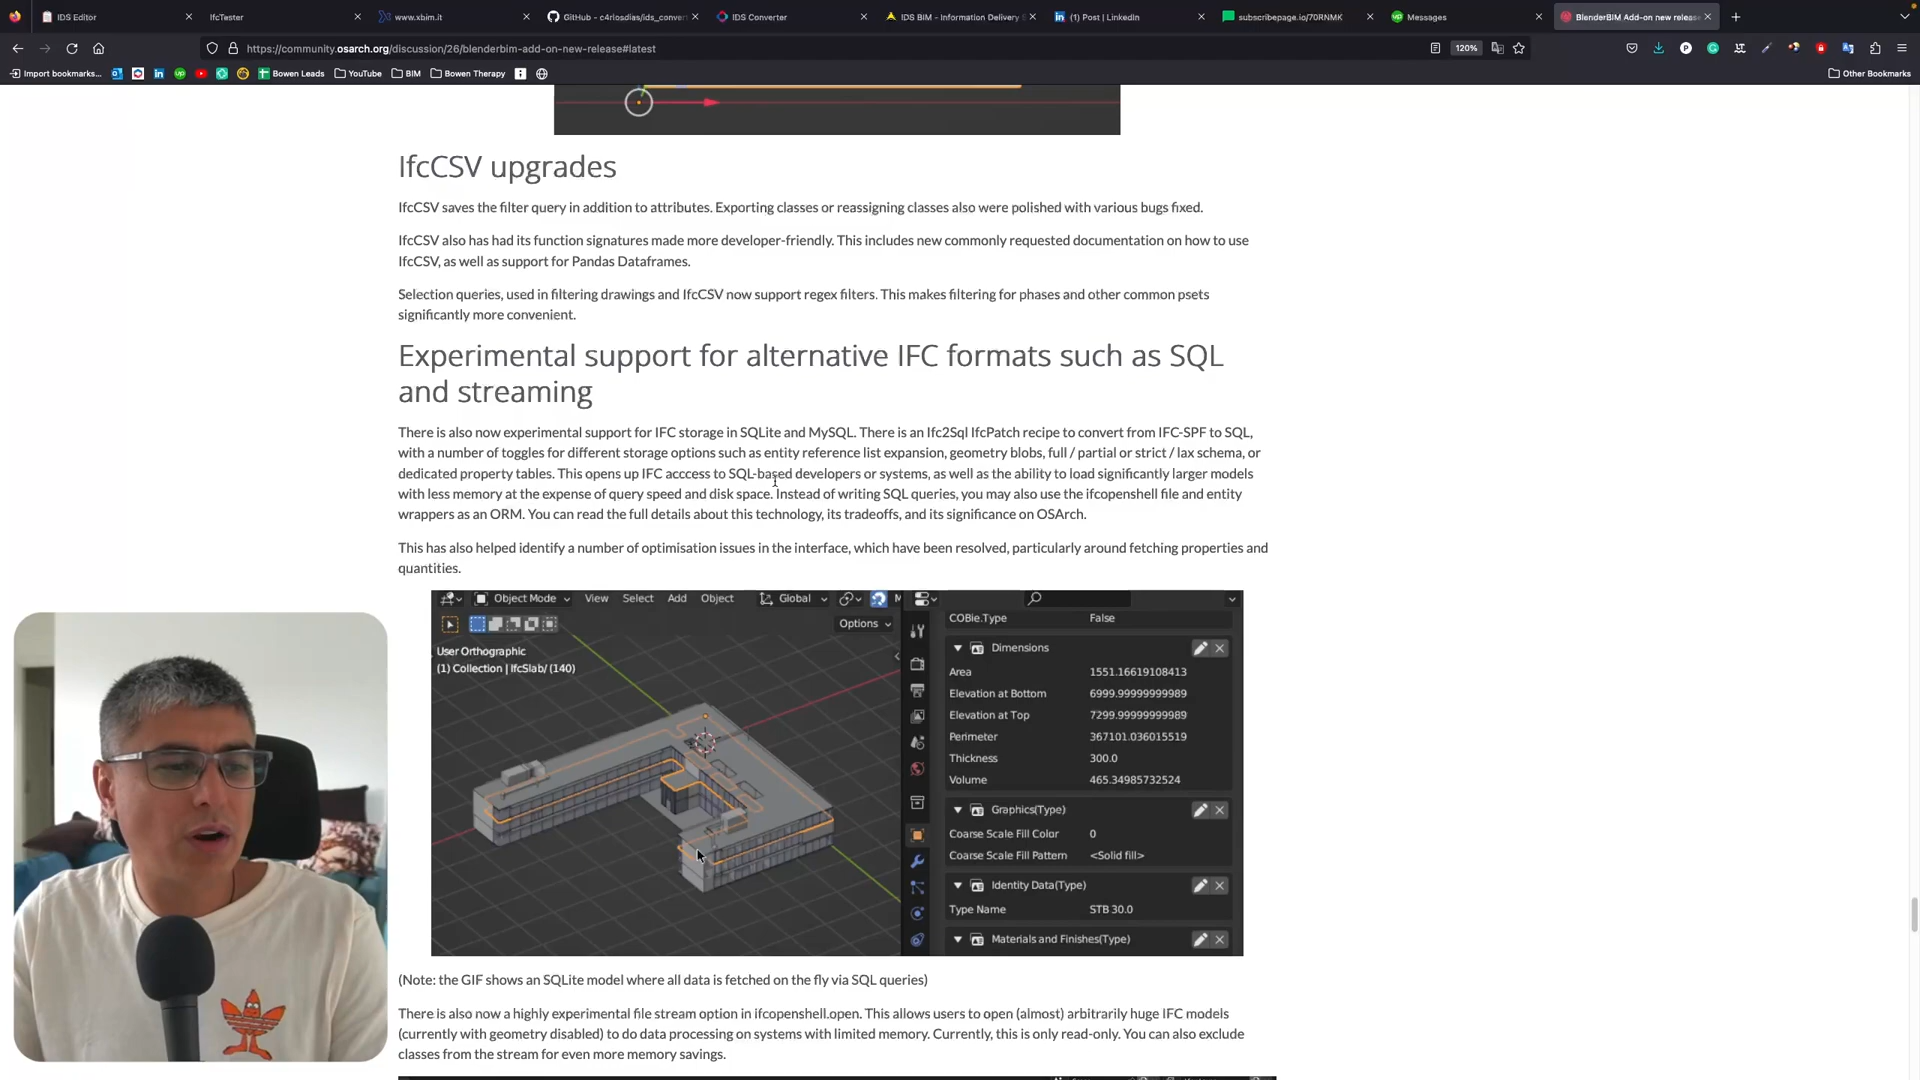 IDS Editor
IfcTester
www.xbim.it
GitHub - c4rlosdias/ids_conver
IDS Converter
IDS BIM - Information Delivery S
(1) Post | LinkedIn
subscribepage.io/70RNMK
Messages
BlenderBIM Add-on new relea
https://community.osarch.org/discussion/26/blenderbim-add-on-new-release#latest
120%
Import bookmarks...
Bowen Leads
YouTube
BIM
Bowen Therapy
Other Bookmarks
IfcCSV upgrades
IfcCSV saves the filter query in addition to attributes. Exporting classes or reassigning classes also were polished with various bugs fixed.
IfcCSV also has had its function signatures made more developer-friendly. This includes new commonly requested documentation on how to use
IfcCSV, as well as support for Pandas Dataframes.
Selection queries, used in filtering drawings and IfcCSV now support regex filters. This makes filtering for phases and other common psets
significantly more convenient.
Experimental support for alternative IFC formats such as SQL
and streaming
There is also now experimental support for IFC storage in SQLite and MySQL. There is an Ifc2Sql IfcPatch recipe to convert from IFC-SPF to SQL,
with a number of toggles for different storage options such as entity reference list expansion, geometry blobs, full / partial or strict / lax schema, or
dedicated property tables. This opens up IFC acccess to SQL-based developers or systems, as well as the ability to load significantly larger models
with less memory at the expense of query speed and disk space. Instead of writing SQL queries, you may also use the ifcopenshell file and entity
wrappers as an ORM. You can read the full details about this technology, its tradeoffs, and its significance on OSArch.
This has also helped identify a number of optimisation issues in the interface, which have been resolved, particularly around fetching properties and
quantities.
Object Mode
View
Select
Add
Object
Global
Options
User Orthographic
(1) Collection | IfcSlab/ (140)
COBie.Type False
Dimensions
Area 1551.16619108413
Elevation at Bottom 6999.99999999989
Elevation at Top 7299.99999999989
Perimeter 367101.036015519
Thickness 300.0
Volume 465.34985732524
Graphics(Type)
Coarse Scale Fill Color 0
Coarse Scale Fill Pattern <Solid fill>
Identity Data(Type)
Type Name STB 30.0
Materials and Finishes(Type)
(Note: the GIF shows an SQLite model where all data is fetched on the fly via SQL queries)
There is also now a highly experimental file stream option in ifcopenshell.open. This allows users to open (almost) arbitrarily huge IFC models
(currently with geometry disabled) to do data processing on systems with limited memory. Currently, this is only read-only. You can also exclude
classes from the stream for even more memory savings.